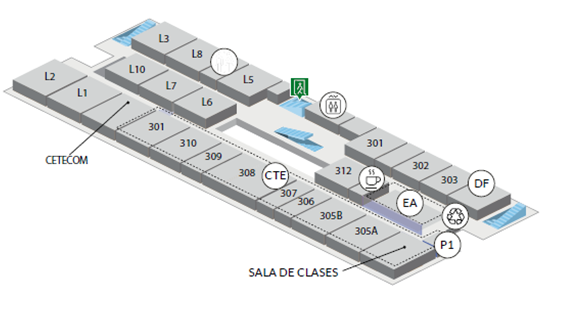 L3
L8
L5
L2
L1
L10
L7
L6
CETECOM
301
310
309
308
CTE
307
306
305B
305A
301
302
303
DF
312
EA
P1
SALA DE CLASES